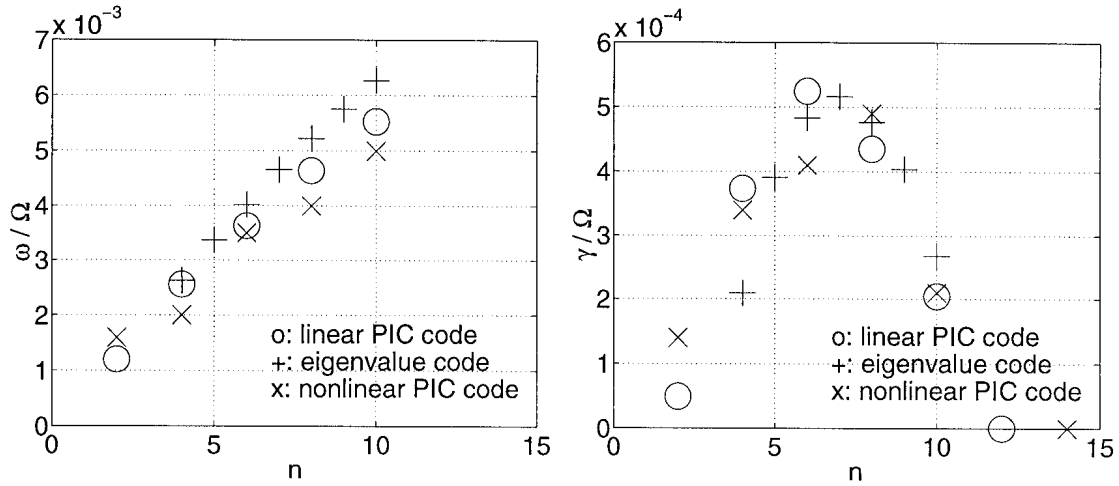 x 10-3
7
6
5
4
3
2
1
0
ω / Ω
0 5 10 15
n
o: linear PIC code
+: eigenvalue code
x: nonlinear PIC code
x 10-4
6
5
4
3
2
1
0
γ / Ω
0 5 10 15
n
o: linear PIC code
+: eigenvalue code
x: nonlinear PIC code